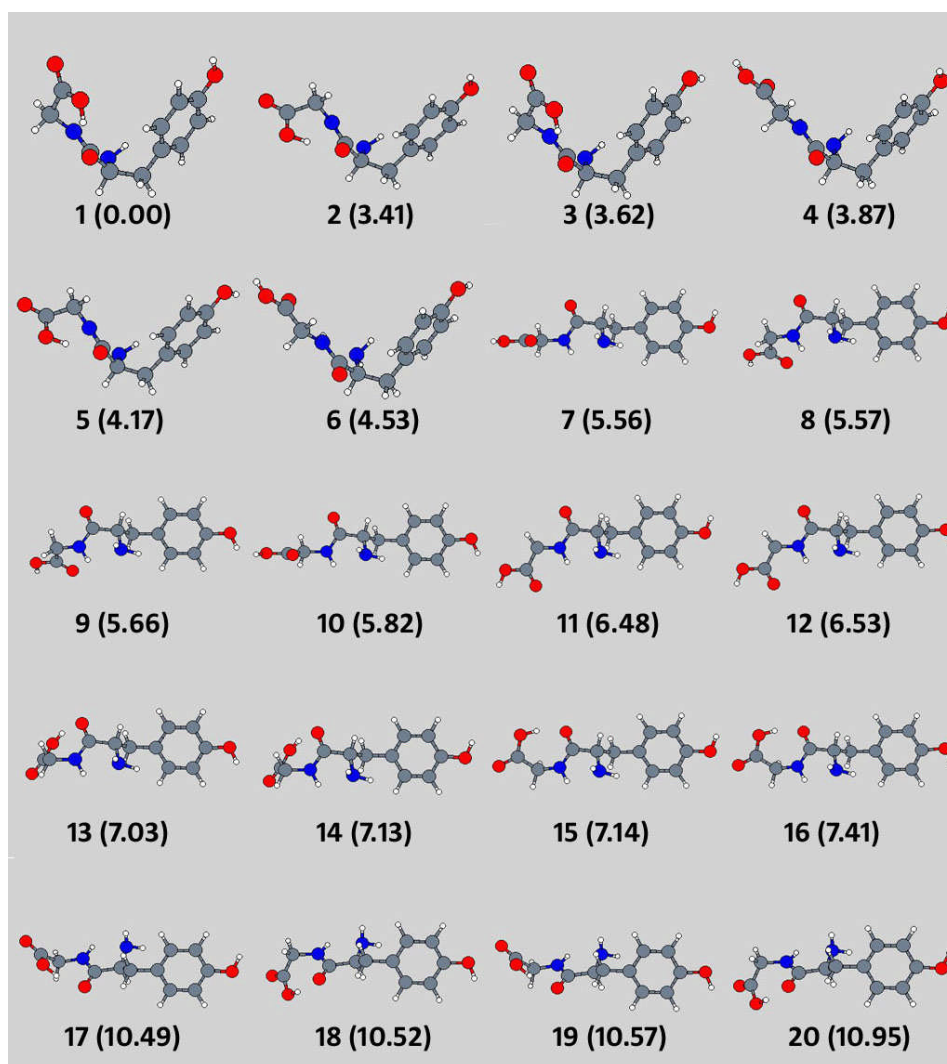 1 (0.00) 2 (3.41) 3 (3.62) 4 (3.87)
5 (4.17) 6 (4.53) 7 (5.56) 8 (5.57)
9 (5.66) 10 (5.82) 11 (6.48) 12 (6.53)
13 (7.03) 14 (7.13) 15 (7.14) 16 (7.41)
17 (10.49) 18 (10.52) 19 (10.57) 20 (10.95)